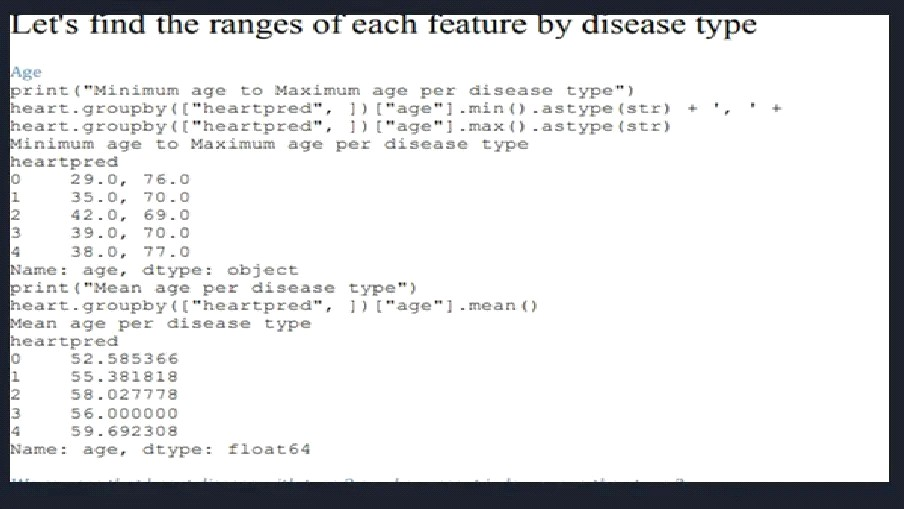 Let's find the ranges of each feature by disease type
Age
print("Minimum age to Maximum age per disease type")
heart.groupby(["heartpred", ])["age"].min().astype(str) + ', ' +
heart.groupby(["heartpred", ])["age"].max().astype(str)
Minimum age to Maximum age per disease type
heartpred
0 29.0, 76.0
1 35.0, 70.0
2 42.0, 69.0
3 39.0, 70.0
4 38.0, 77.0
Name: age, dtype: object
print("Mean age per disease type")
heart.groupby(["heartpred", ])["age"].mean()
Mean age per disease type
heartpred
0 52.585366
1 55.381818
2 58.027778
3 56.000000
4 59.692308
Name: age, dtype: float64